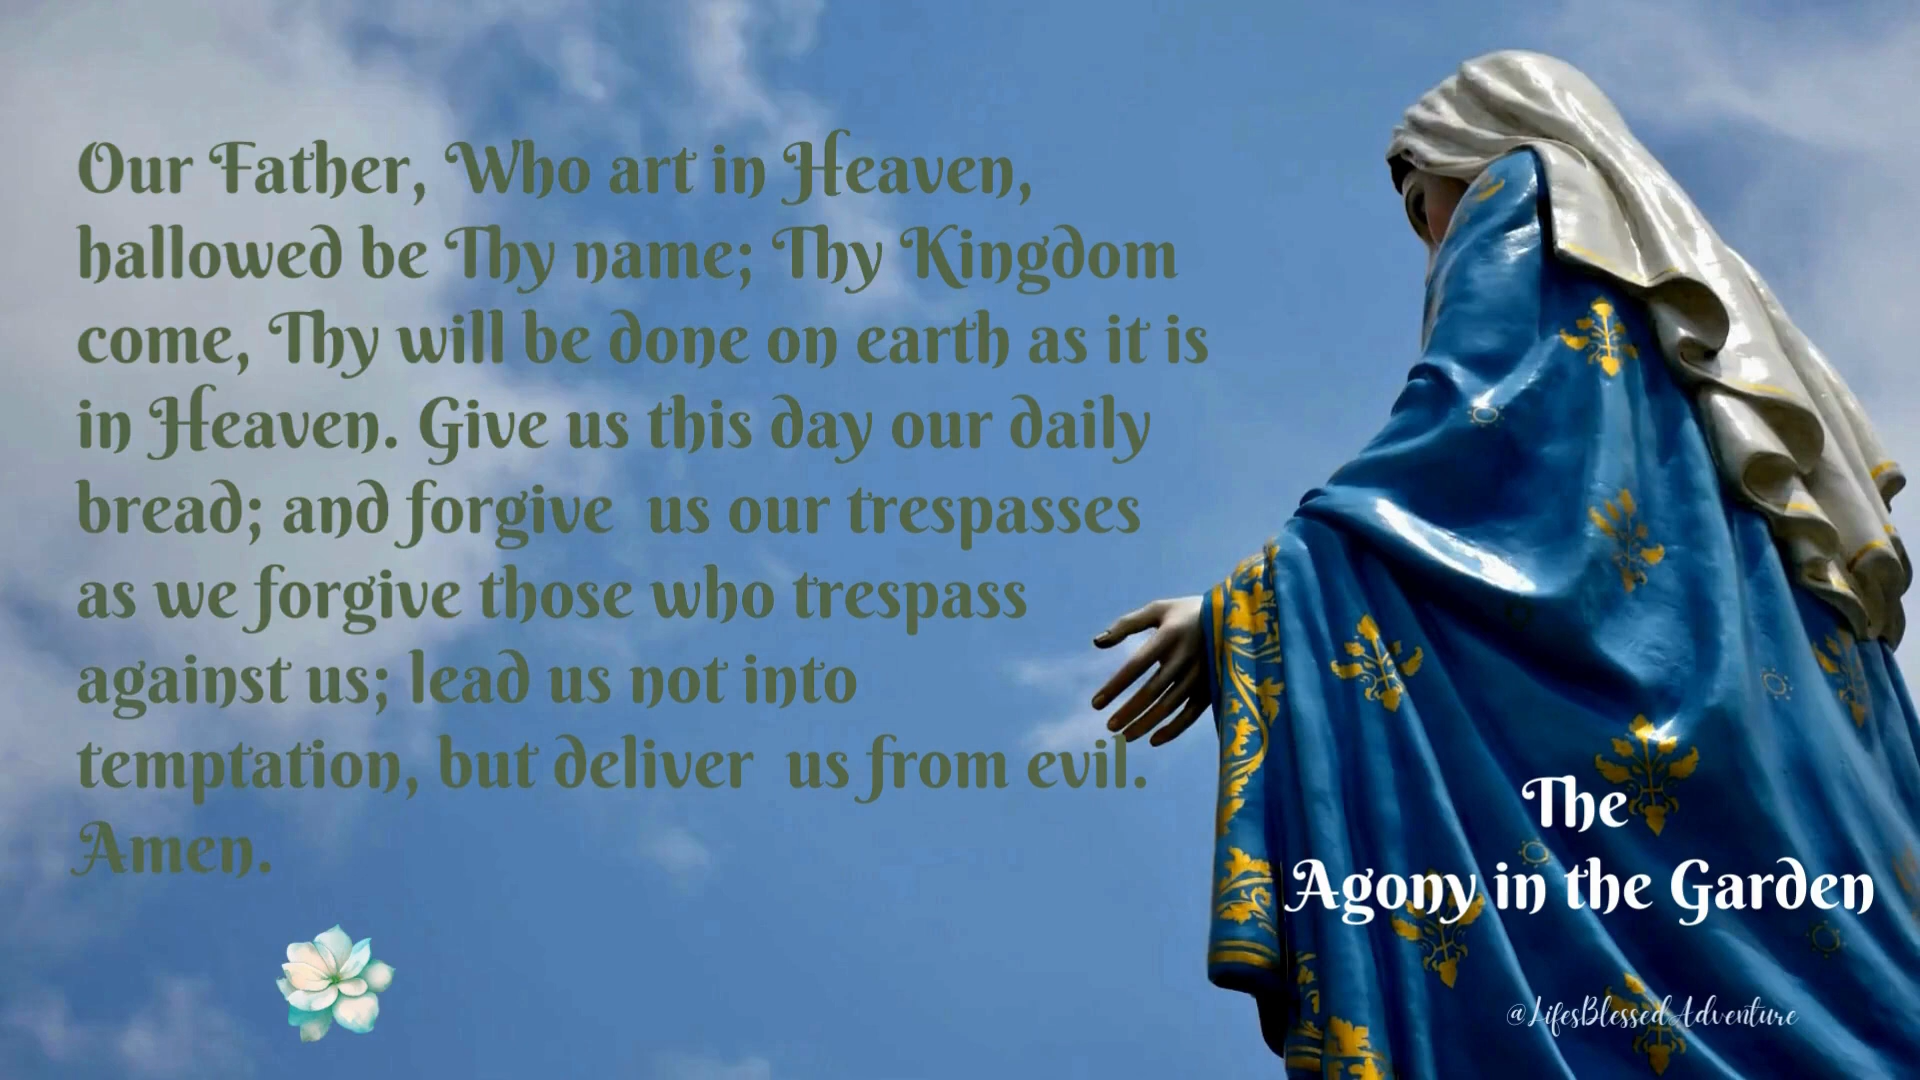 Our Father, Who art in Heaven,
hallowed be Thy name; Thy Kingdom
come, Thy will be done on earth as it is
in Heaven. Give us this day our daily
bread; and forgive us our trespasses
as we forgive those who trespass
against us; lead us not into
temptation, but deliver us from evil.
Amen.
The
Agony in the Garden
@LifesBlessedAdventure